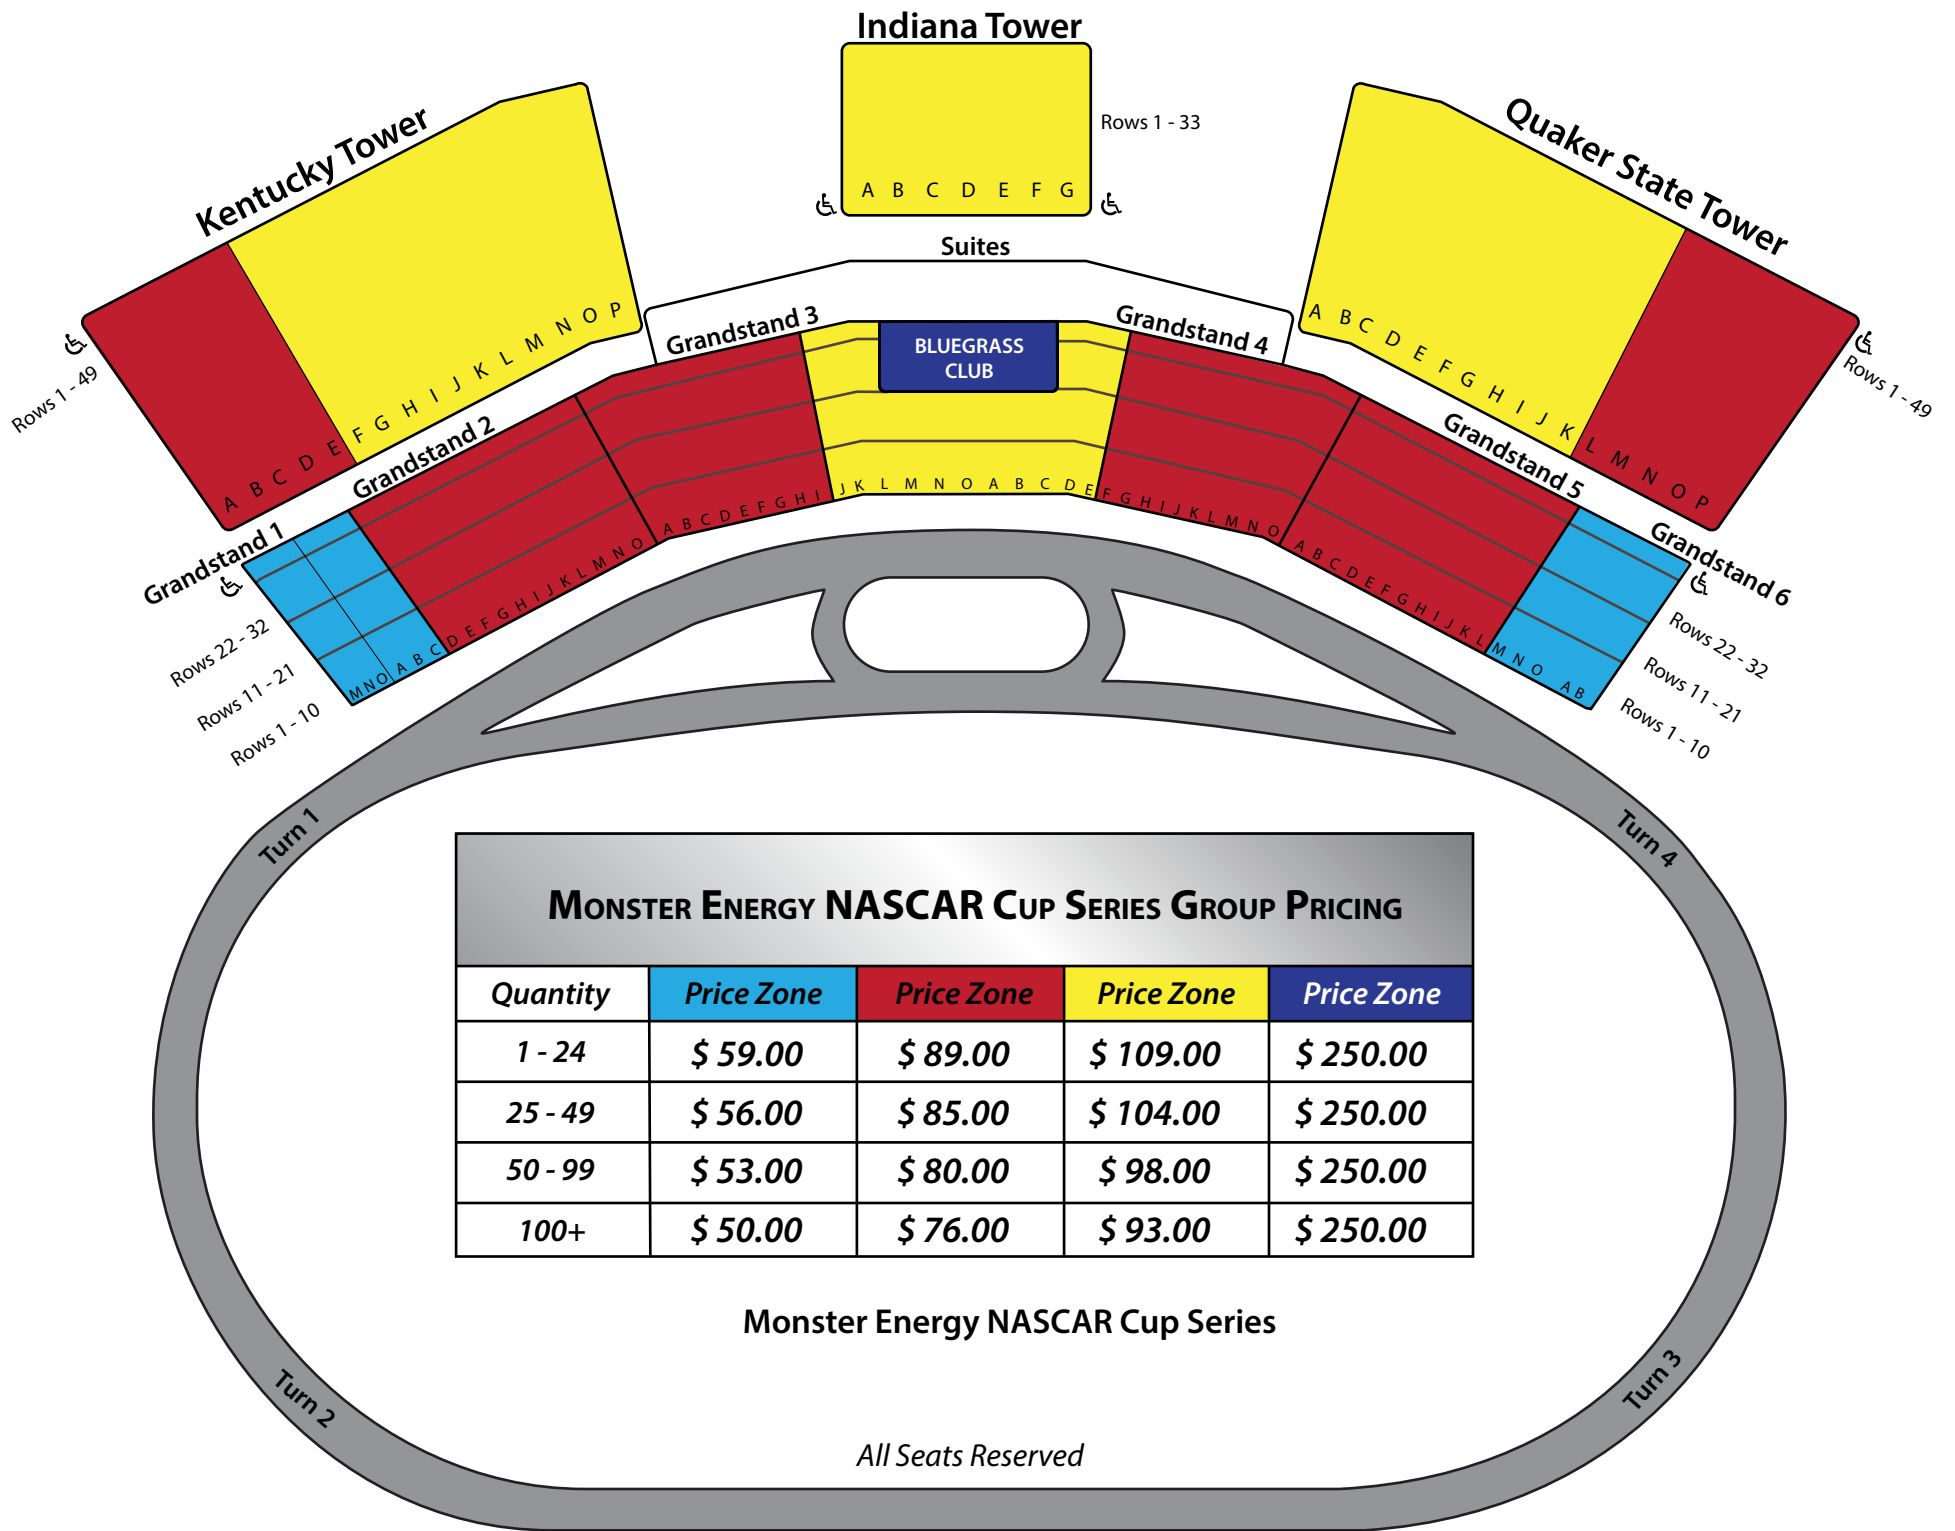 Indiana Tower
Rows 1 - 33
A B C D E F G
Kentucky Tower
Rows 1 - 49
A B C D E F G H I J K L M N O P
Quaker State Tower
Rows 1 - 49
A B C D E F G H I J K L M N O P
Suites
BLUEGRASS
CLUB
Grandstand 1
Grandstand 2
Grandstand 3
Grandstand 4
Grandstand 5
Grandstand 6
M N O A B C D E F G H I J K L M N O
A B C D E F G H I J K L M N O
A B C D E F G H I J K L M N O
A B C D E F G H I J K L M N O A B
Rows 22 - 32
Rows 11 - 21
Rows 1 - 10
Rows 22 - 32
Rows 11 - 21
Rows 1 - 10
Turn 1
Turn 4
Monster Energy NASCAR Cup Series Group Pricing
Quantity Price Zone Price Zone Price Zone Price Zone
1 - 24 $ 59.00 $ 89.00 $ 109.00 $ 250.00
25 - 49 $ 56.00 $ 85.00 $ 104.00 $ 250.00
50 - 99 $ 53.00 $ 80.00 $ 98.00 $ 250.00
100+ $ 50.00 $ 76.00 $ 93.00 $ 250.00
Monster Energy NASCAR Cup Series
Turn 2
Turn 3
All Seats Reserved